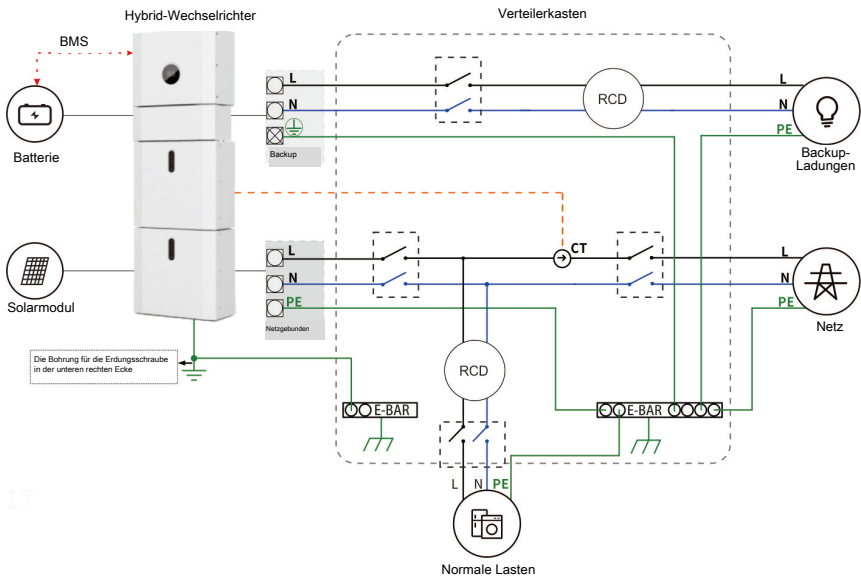 Hybrid-Wechselrichter
Verteilerkasten
BMS
L
N
RCD
L
N
PE
Batterie
Backup
Backup-
Ladungen
CT
L
N
PE
L
N
PE
Solarmodul
Netzgebunden
Netz
Die Bohrung für die Erdungsschraube
in der unteren rechten Ecke
RCD
E-BAR
E-BAR
L N PE
17
Normale Lasten